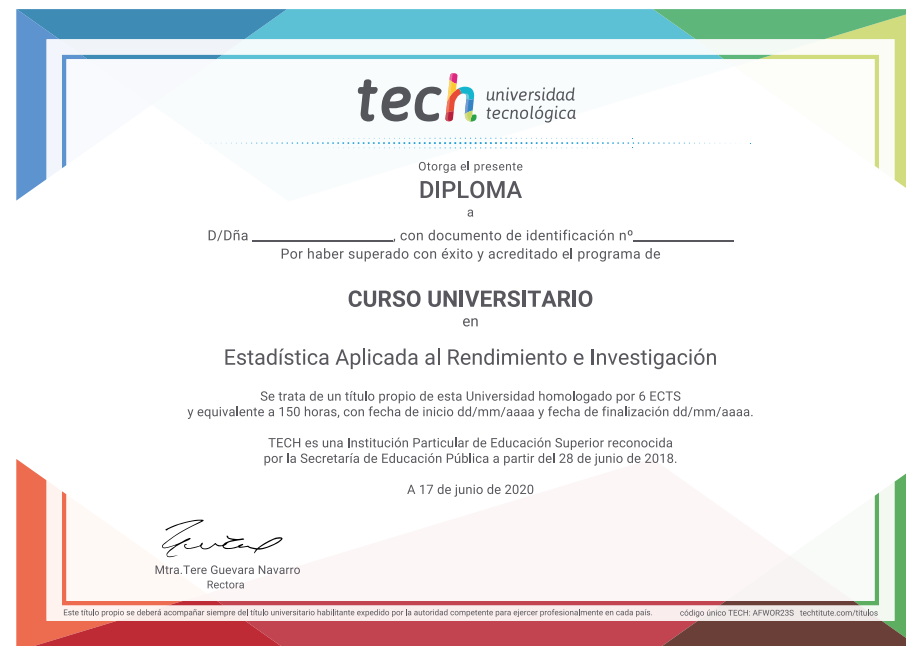 tech universidad
tecnológica
Otorga el presente
DIPLOMA
a
D/Dña ____________, con documento de identificación nº____________
Por haber superado con éxito y acreditado el programa de
CURSO UNIVERSITARIO
en
Estadística Aplicada al Rendimiento e Investigación
Se trata de un título propio de esta Universidad homologado por 6 ECTS
y equivalente a 150 horas, con fecha de inicio dd/mm/aaaa y fecha de finalización dd/mm/aaaa.
TECH es una Institución Particular de Educación Superior reconocida
por la Secretaría de Educación Pública a partir del 28 de junio de 2018.
A 17 de junio de 2020
Mtra.Tere Guevara Navarro
Rectora
Este título propio se deberá acompañar siempre del título universitario habilitante expedido por la autoridad competente para ejercer profesionalmente en cada país. código único TECH: AFWOR23S techtitute.com/titulos